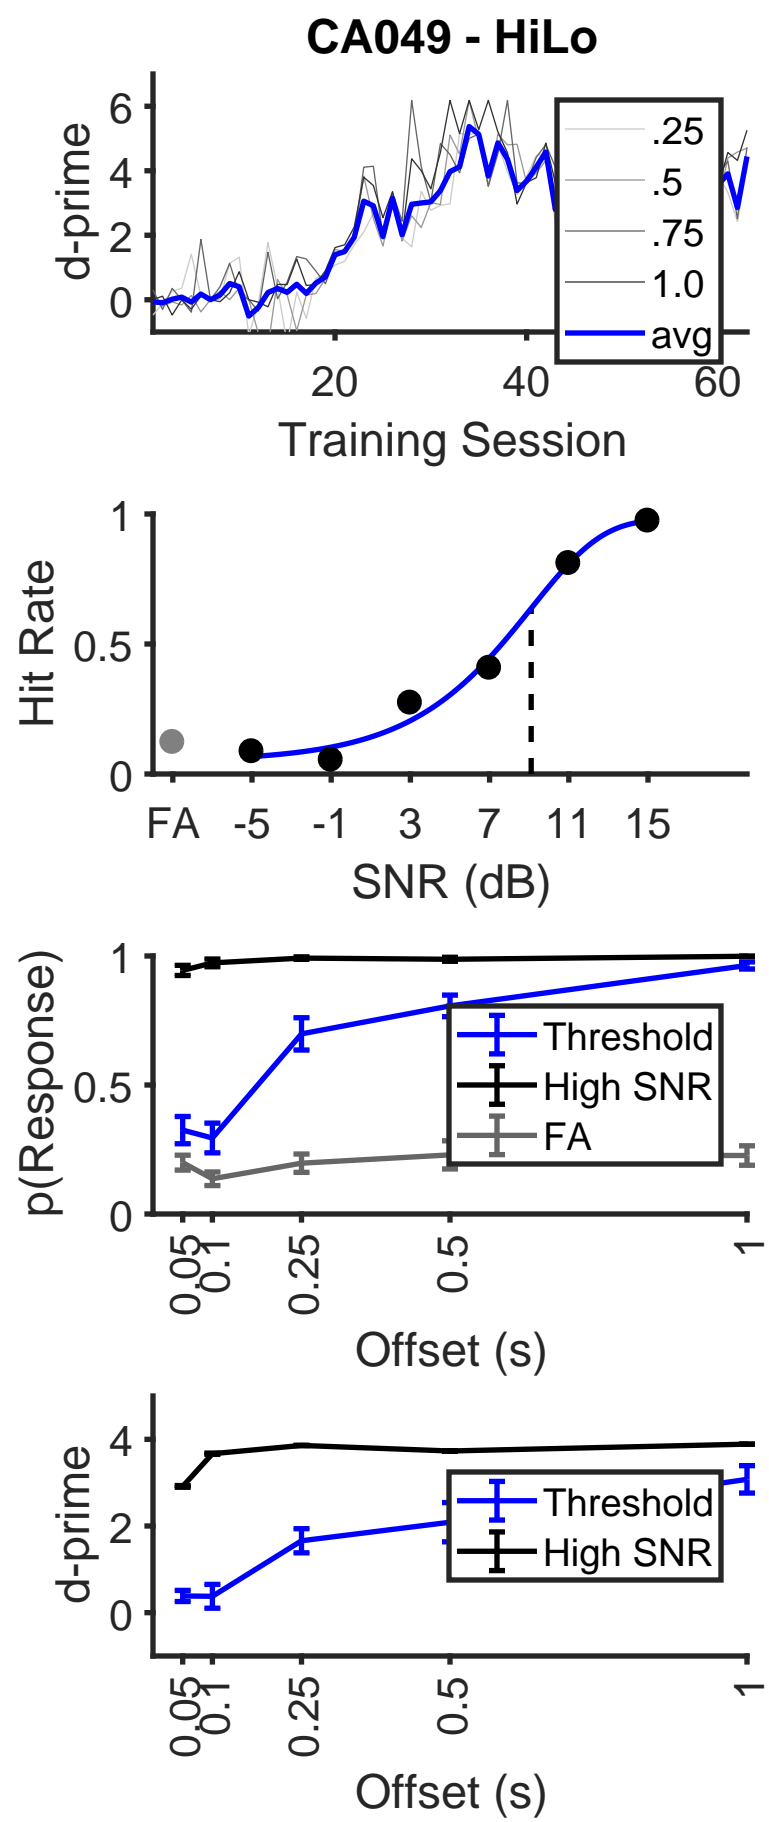 CA049 - HiLo
d-prime
6
4
2
0
.25
.5
.75
1.0
avg
20
40
60
Training Session
Hit Rate
1
0.5
0
FA
-5
-1
3
7
11
15
SNR (dB)
p(Response)
1
0.5
0
Threshold
High SNR
FA
0.05
0.1
0.25
0.5
1
Offset (s)
d-prime
4
2
0
Threshold
High SNR
0.05
0.1
0.25
0.5
1
Offset (s)